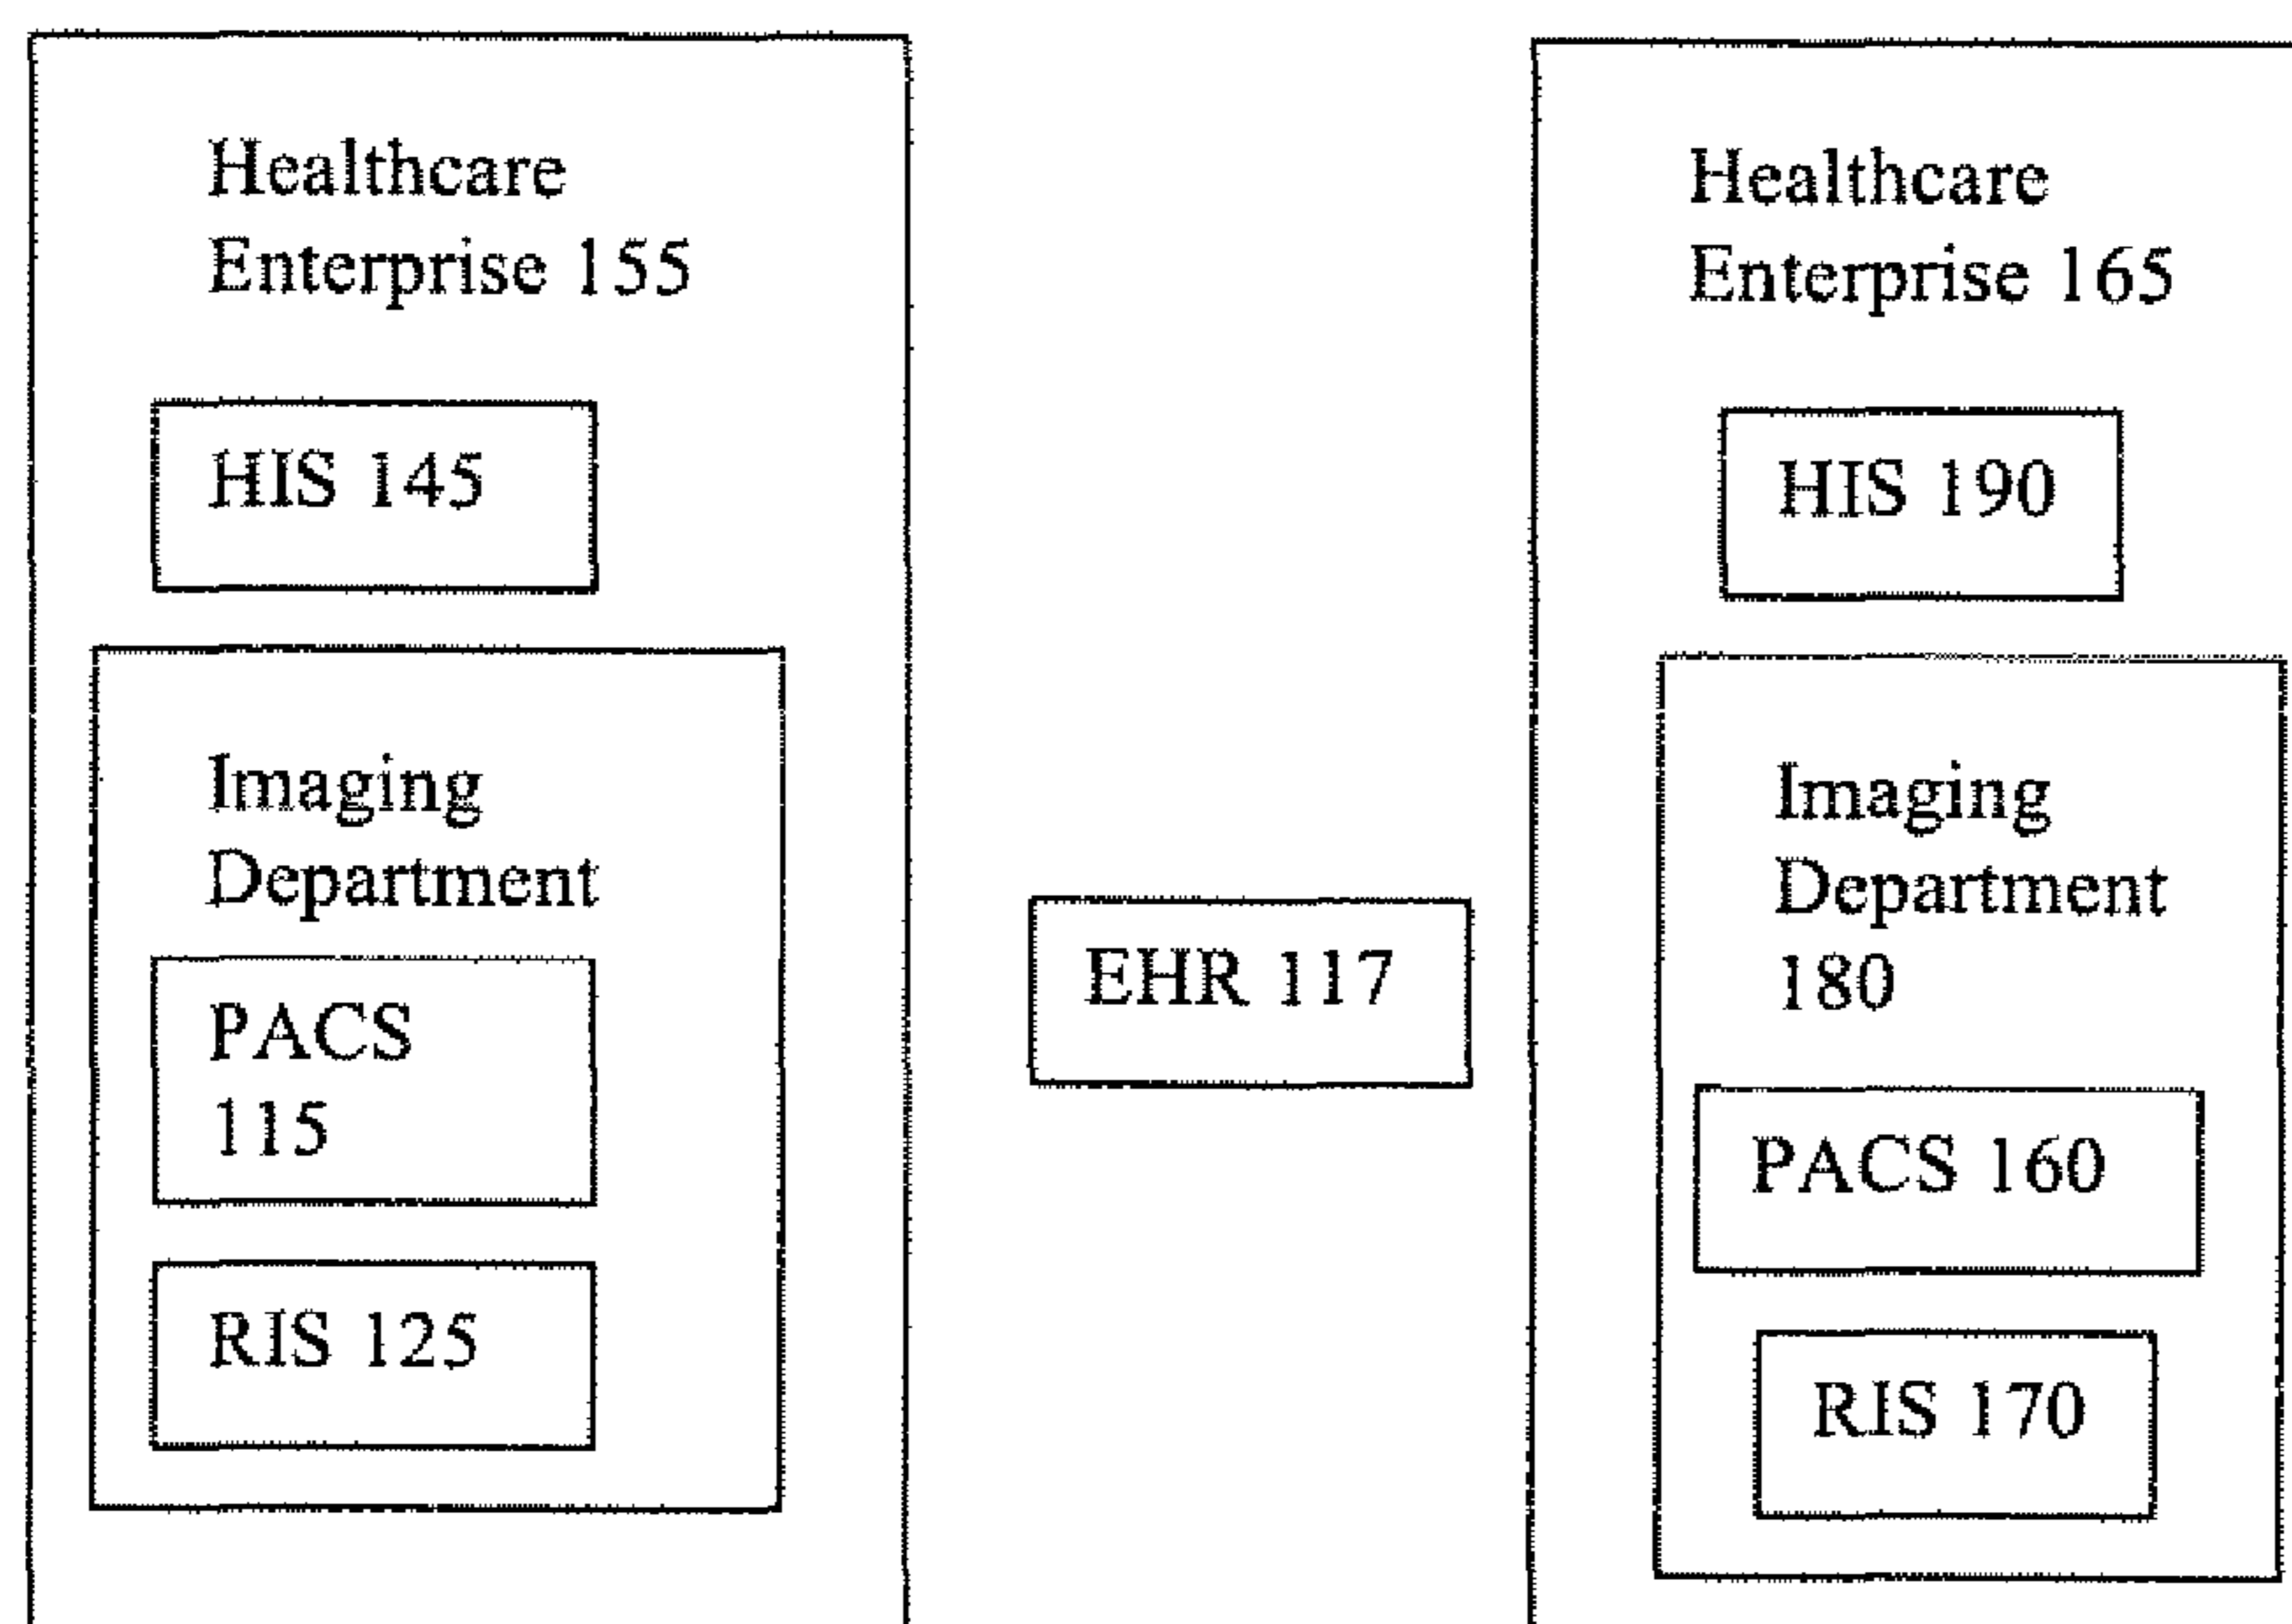 Healthcare
Enterprise 155
HIS 145
Imaging
Department
PACS
115
RIS 125
EHR 117
Healthcare
Enterprise 165
HIS 190
Imaging
Department
180
PACS 160
RIS 170